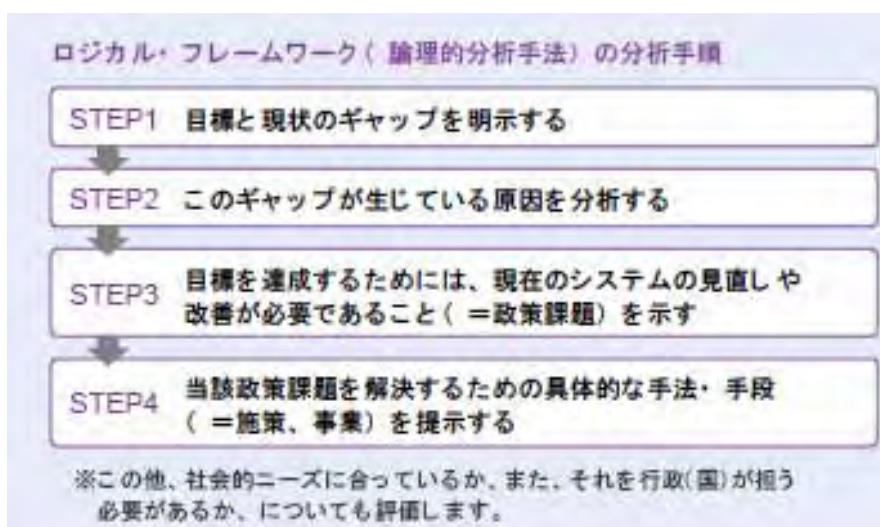 ロジカル・フレームワーク(論理的分析手法)の分析手順
STEP1 目標と現状のギャップを明示する
STEP2 このギャップが生じている原因を分析する
STEP3 目標を達成するためには、現在のシステムの見直しや
改善が必要であること(=政策課題)を示す
STEP4 当該政策課題を解決するための具体的な手法・手段
(=施策、事業)を提示する
※この他、社会的ニーズに合っているか、また、それを行政(国)が担う
必要があるか、についても評価します。